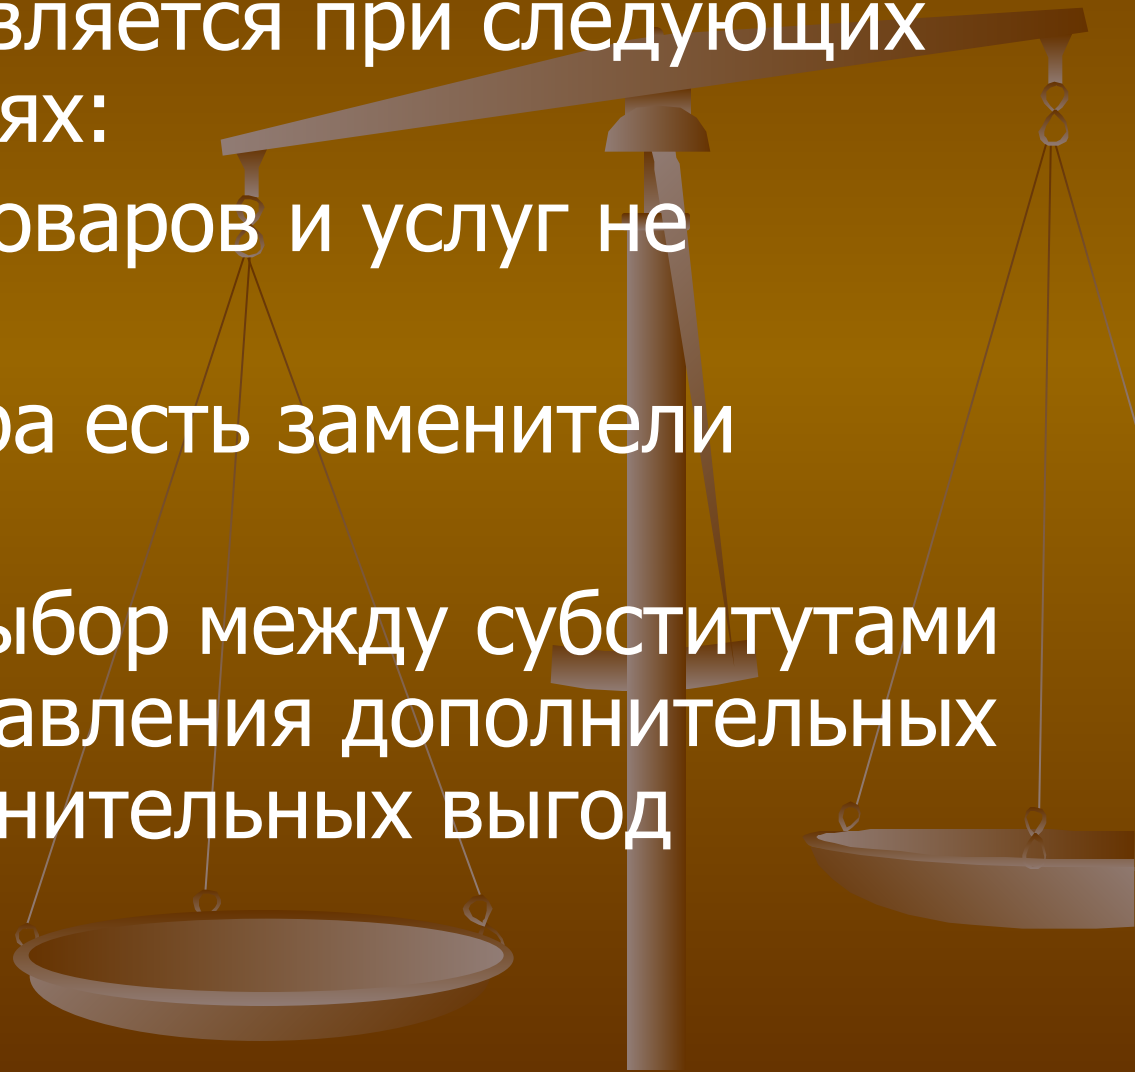 вляется при следующих
ях:
оваров и услуг не
ра есть заменители
ыбор между субститутами
авления дополнительных
нительных выгод